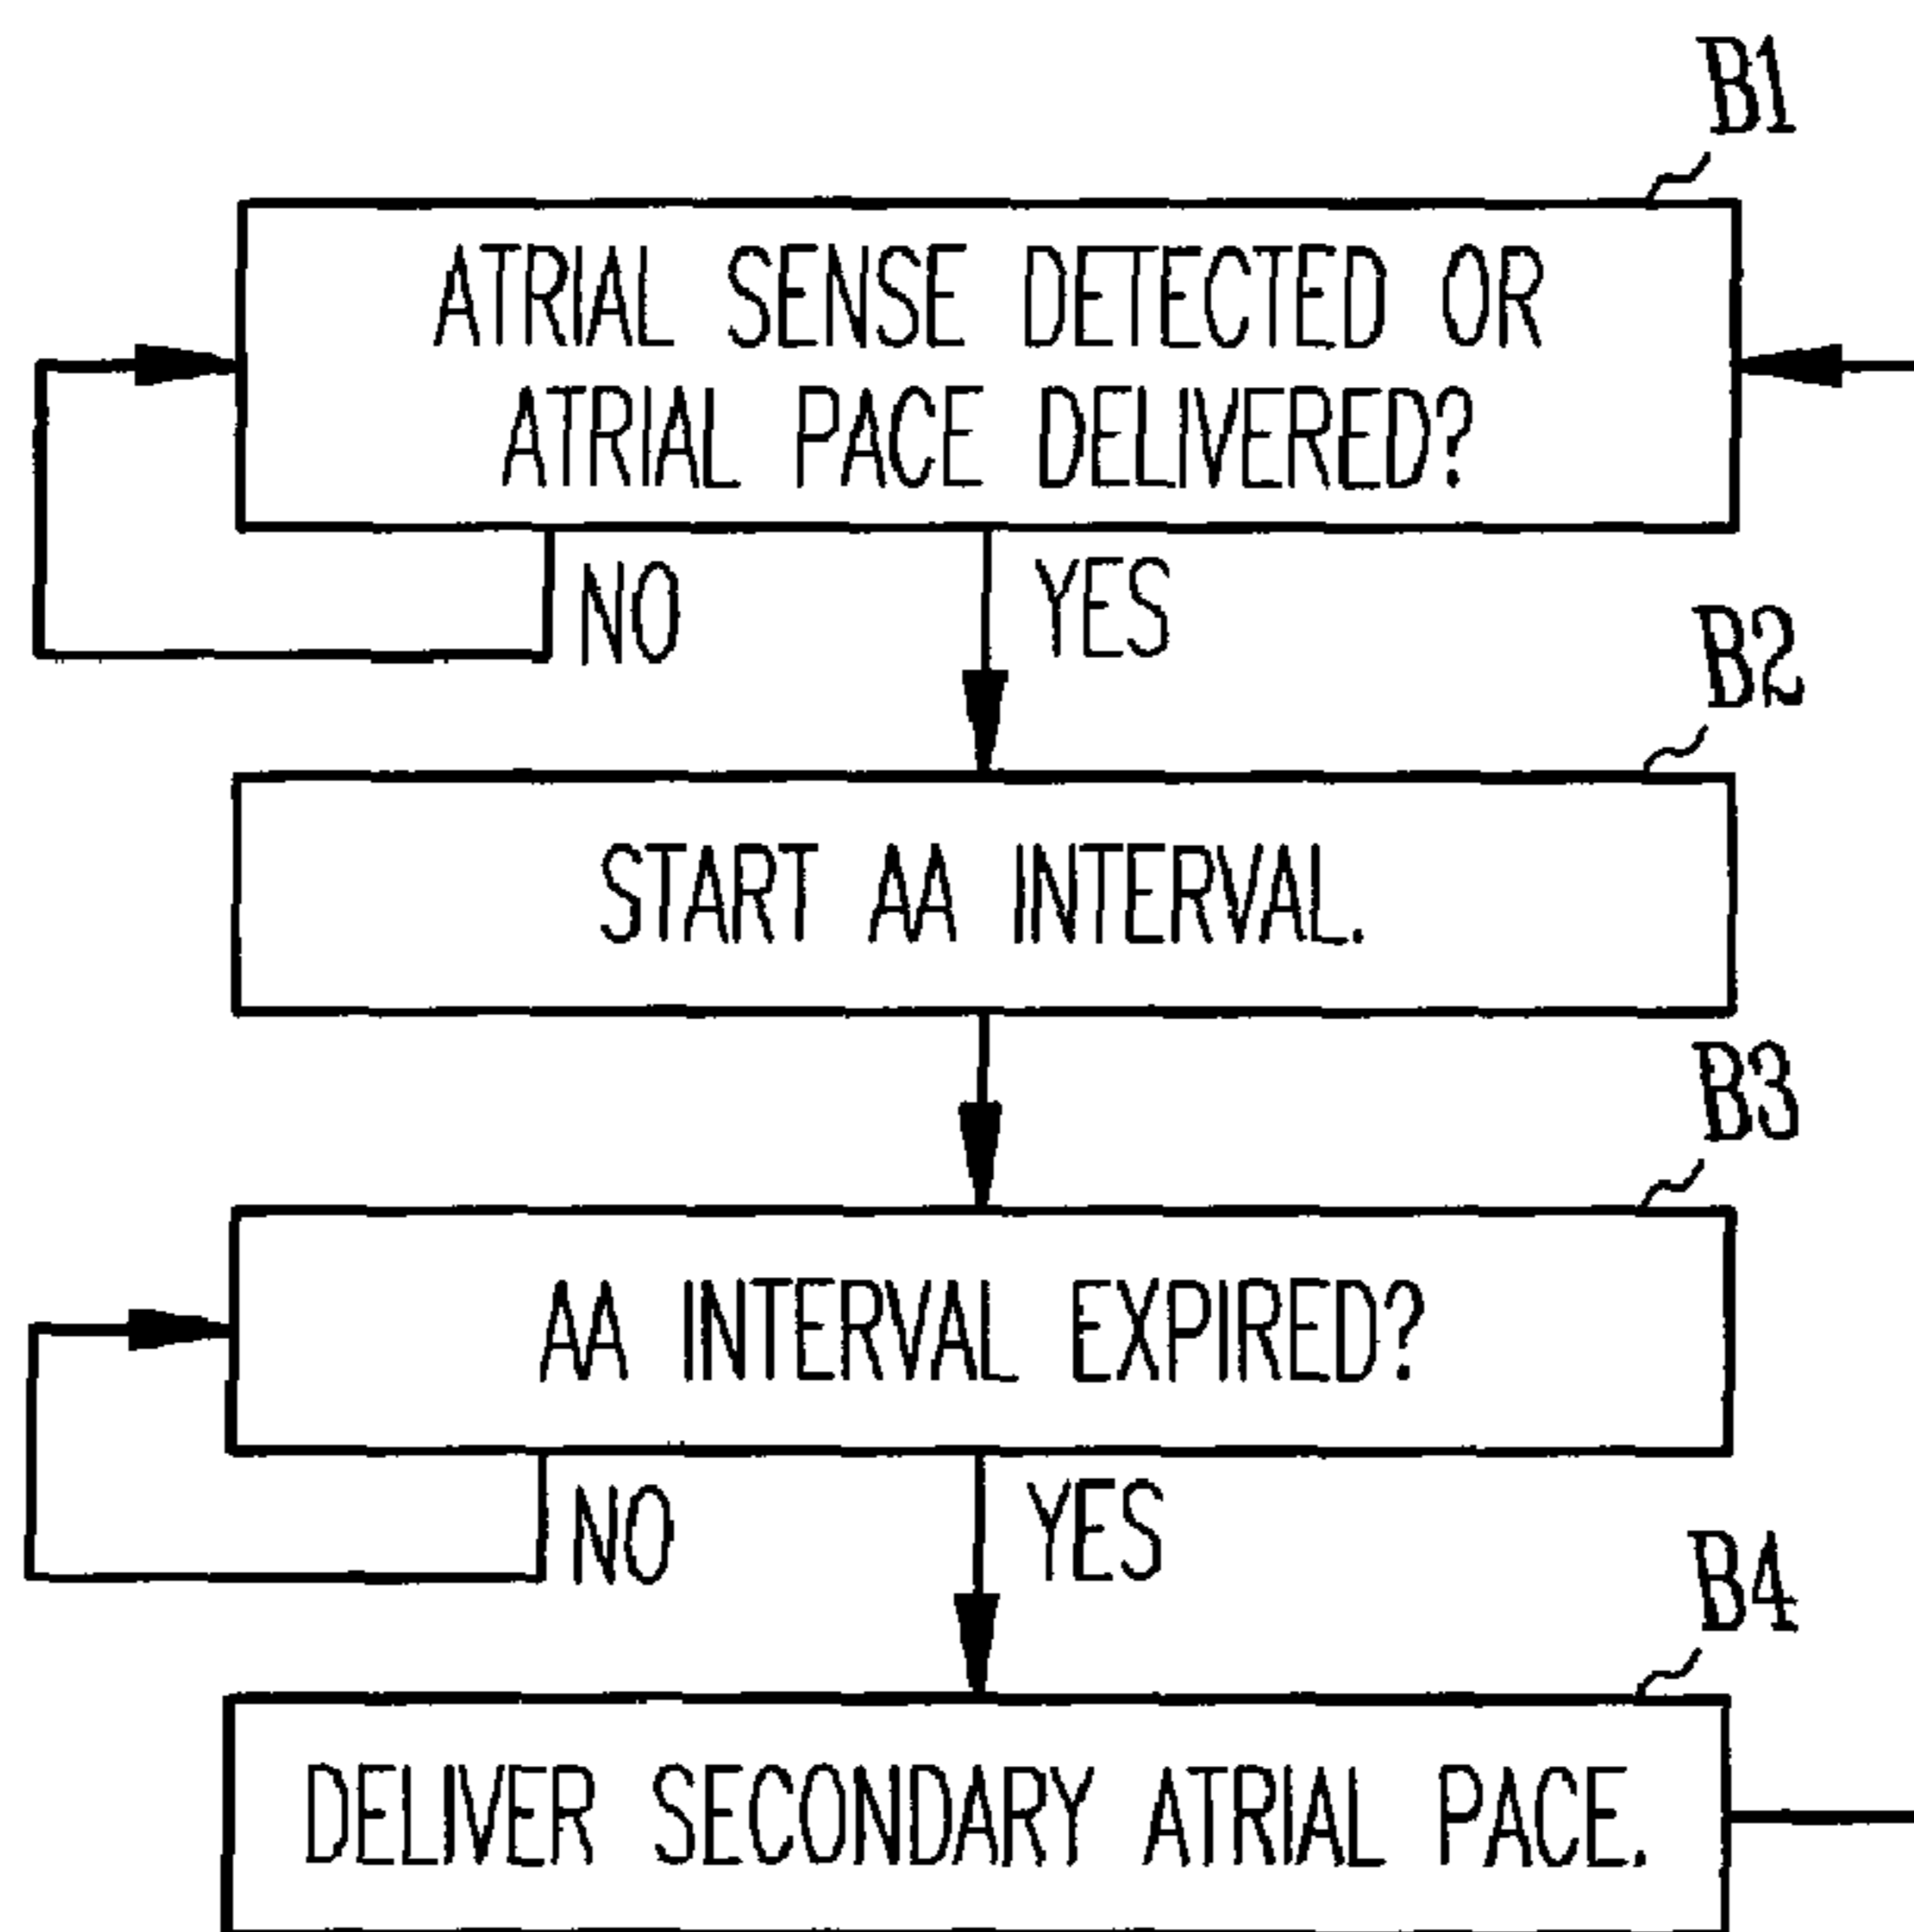 B1
ATRIAL SENSE DETECTED OR
ATRIAL PACE DELIVERED?
NO
YES
B2
START AA INTERVAL.
B3
AA INTERVAL EXPIRED?
NO
YES
B4
DELIVER SECONDARY ATRIAL PACE.